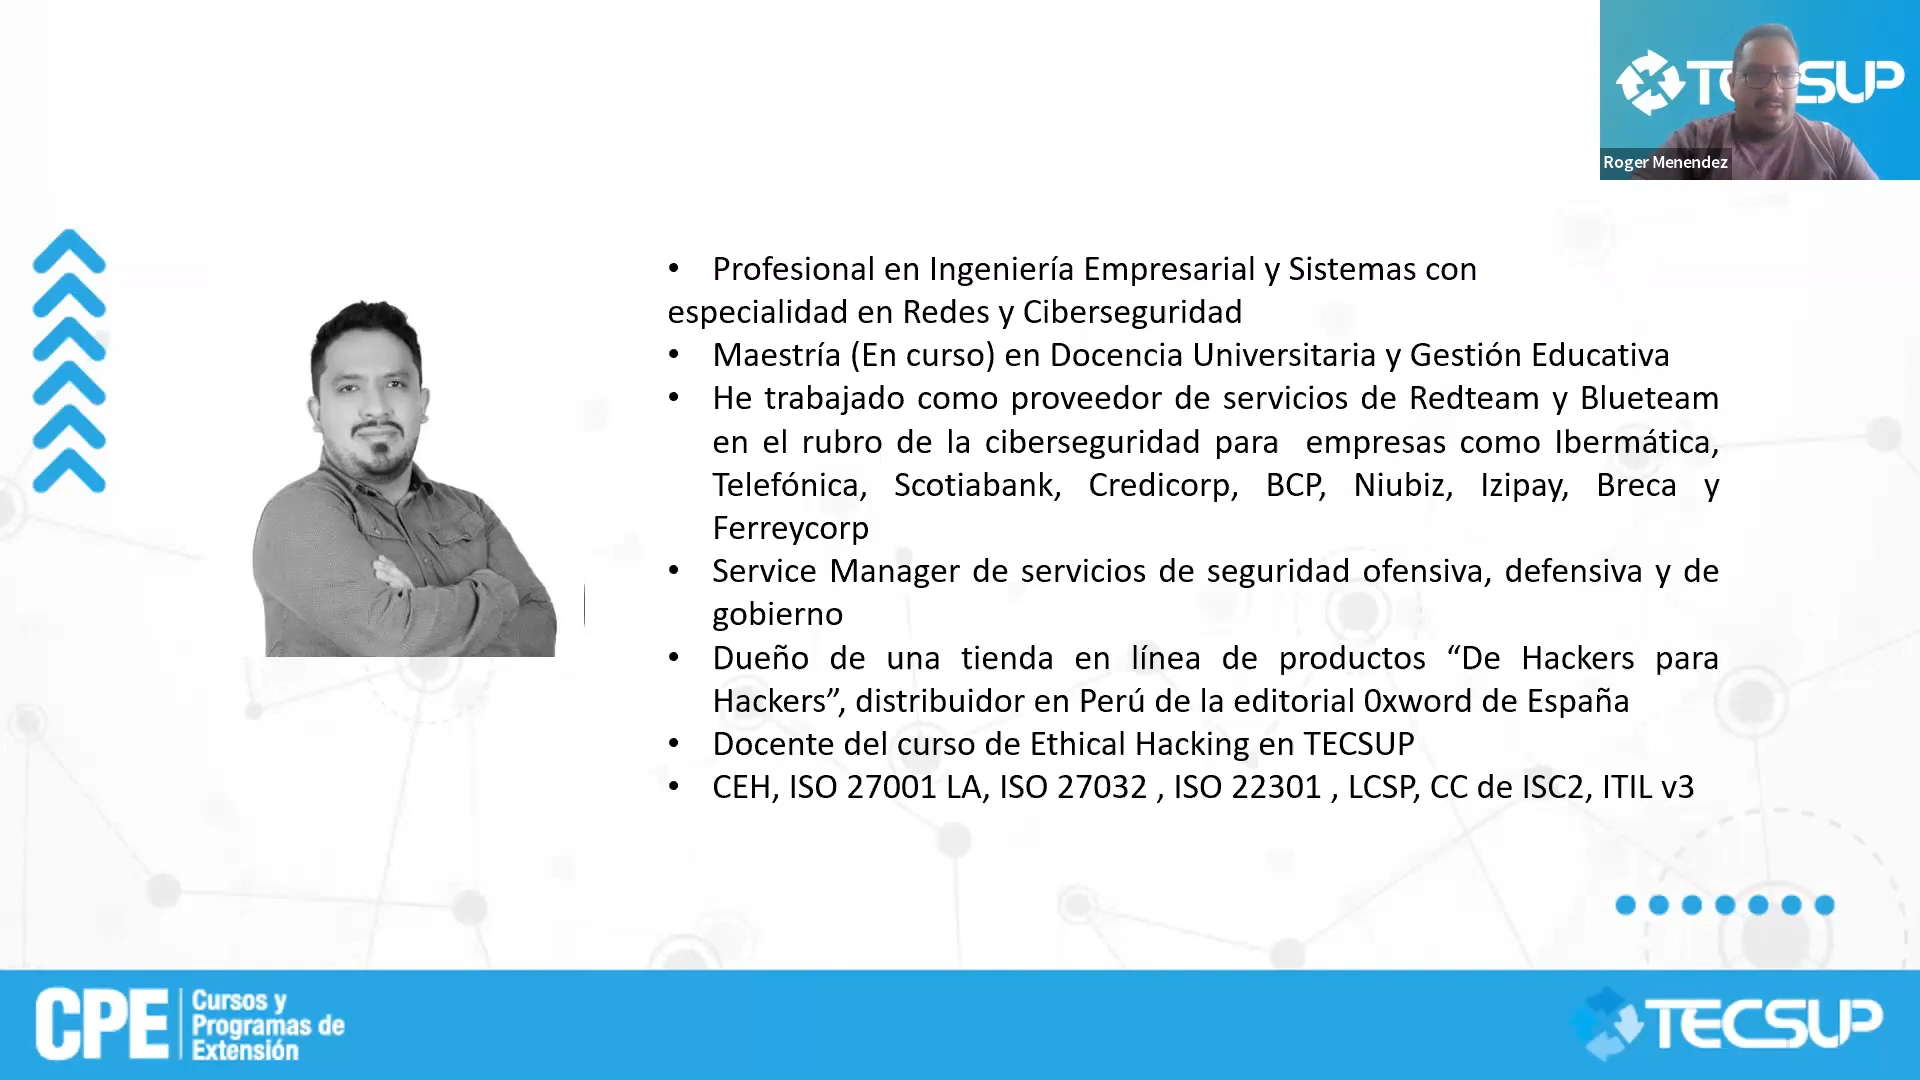 TECSUP
Roger Menendez
• Profesional en Ingeniería Empresarial y Sistemas con
especialidad en Redes y Ciberseguridad
• Maestría (En curso) en Docencia Universitaria y Gestión Educativa
• He trabajado como proveedor de servicios de Redteam y Blueteam
en el rubro de la ciberseguridad para empresas como Ibermática,
Telefónica, Scotiabank, Credicorp, BCP, Niubiz, Izipay, Breca y
Ferreycorp
• Service Manager de servicios de seguridad ofensiva, defensiva y de
gobierno
• Dueño de una tienda en línea de productos “De Hackers para
Hackers”, distribuidor en Perú de la editorial 0xword de España
• Docente del curso de Ethical Hacking en TECSUP
• CEH, ISO 27001 LA, ISO 27032 , ISO 22301 , LCSP, CC de ISC2, ITIL v3
CPE
Cursos y
Programas de
Extensión
TECSUP